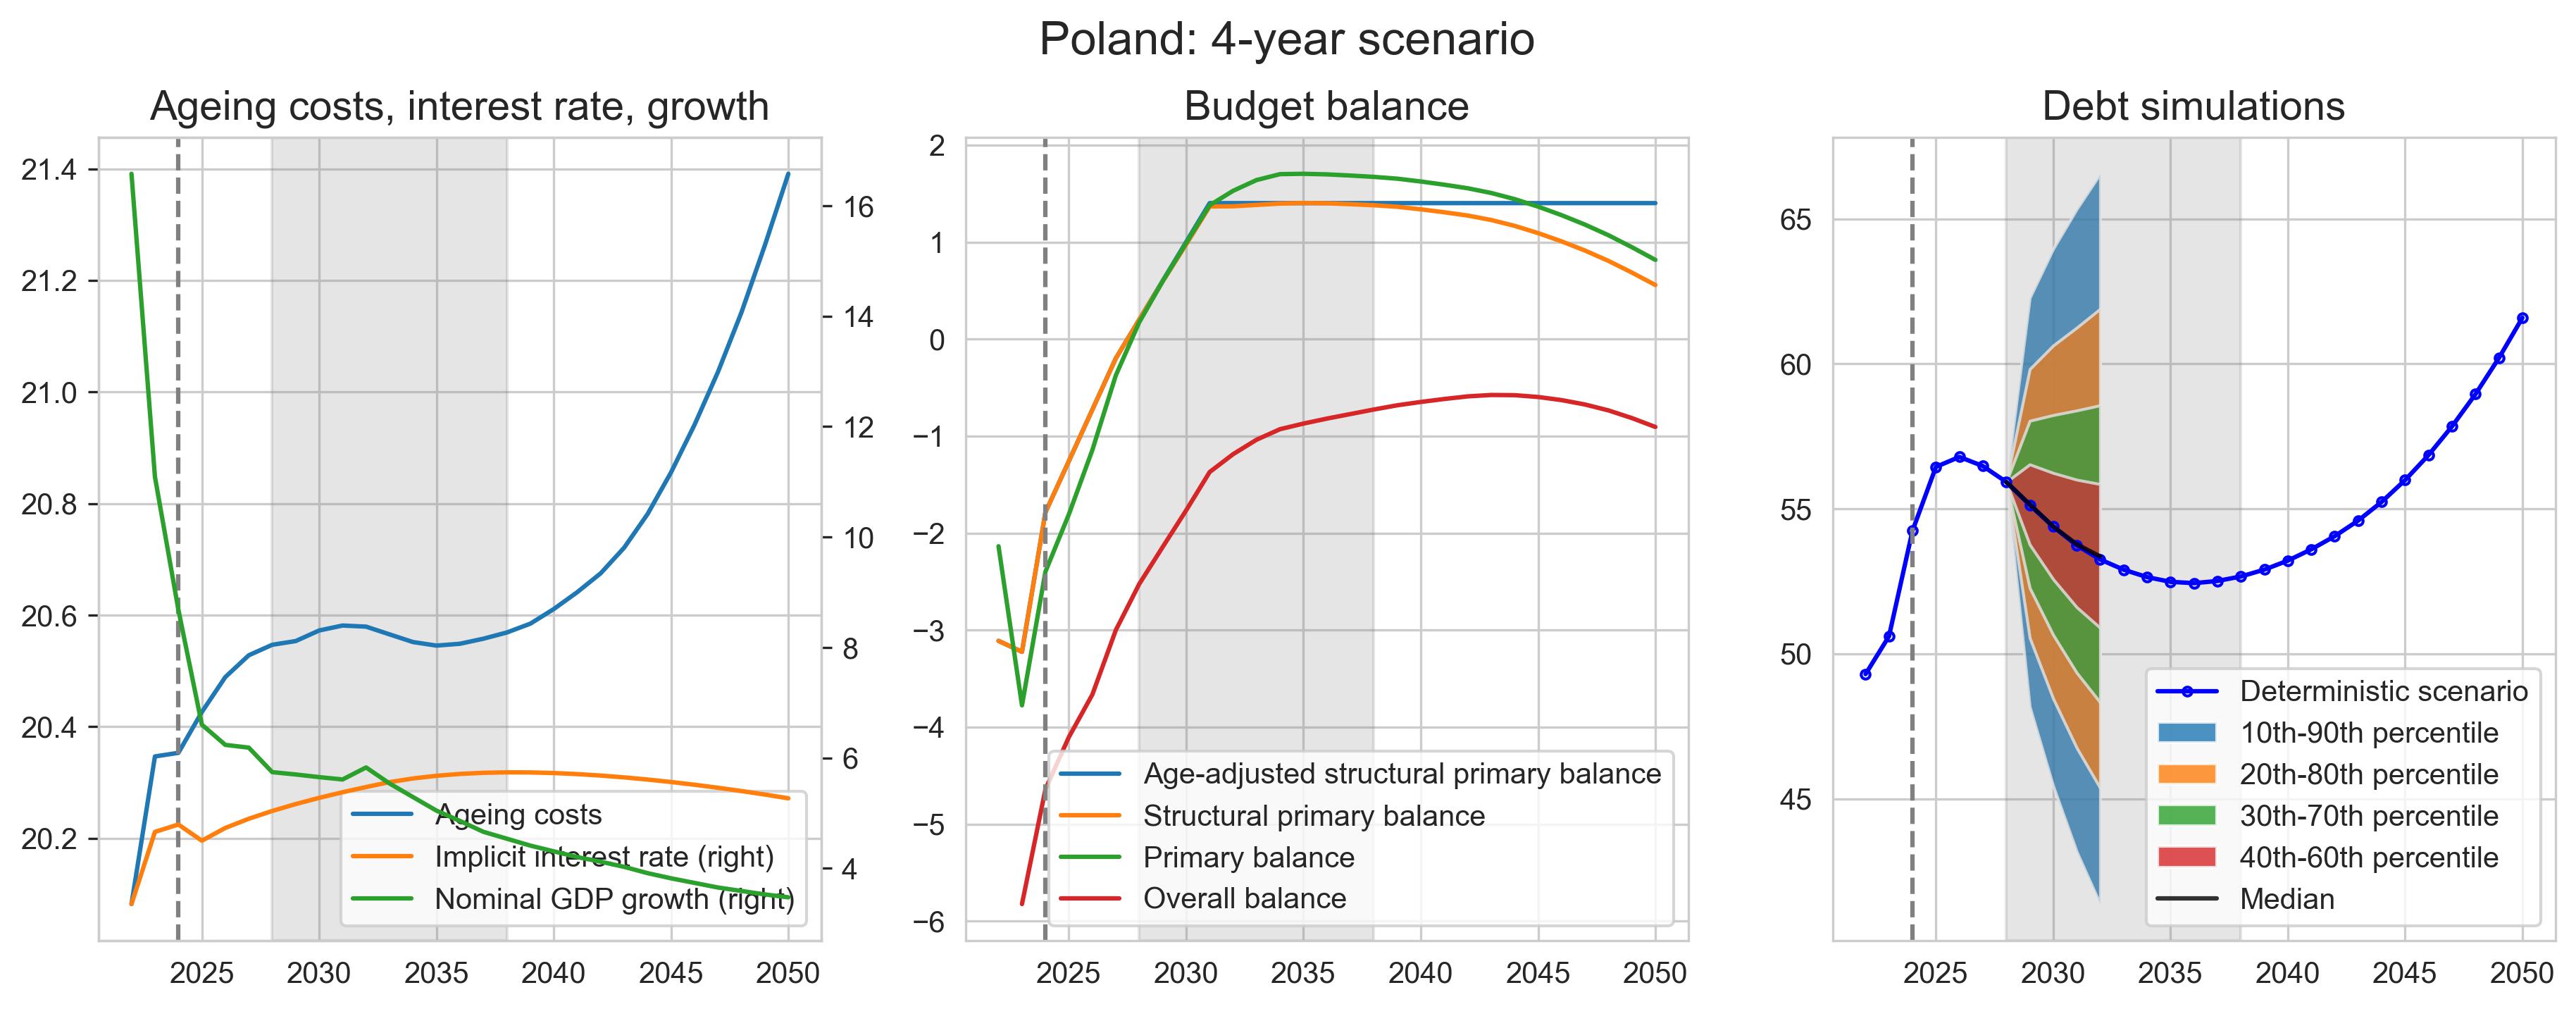 Poland: 4-year scenario
Ageing costs, interest rate, growth
21.4
21.2
21.0
20.8
20.6
20.4
20.2
16
14
12
10
8
6
4
Ageing costs
Implicit interest rate (right)
Nominal GDP growth (right)
2025 2030 2035 2040 2045 2050
Budget balance
2
1
0
−1
−2
−3
−4
−5
−6
Age-adjusted structural primary balance
Structural primary balance
Primary balance
Overall balance
2025 2030 2035 2040 2045 2050
Debt simulations
65
60
55
50
45
Deterministic scenario
10th-90th percentile
20th-80th percentile
30th-70th percentile
40th-60th percentile
Median
2025 2030 2035 2040 2045 2050